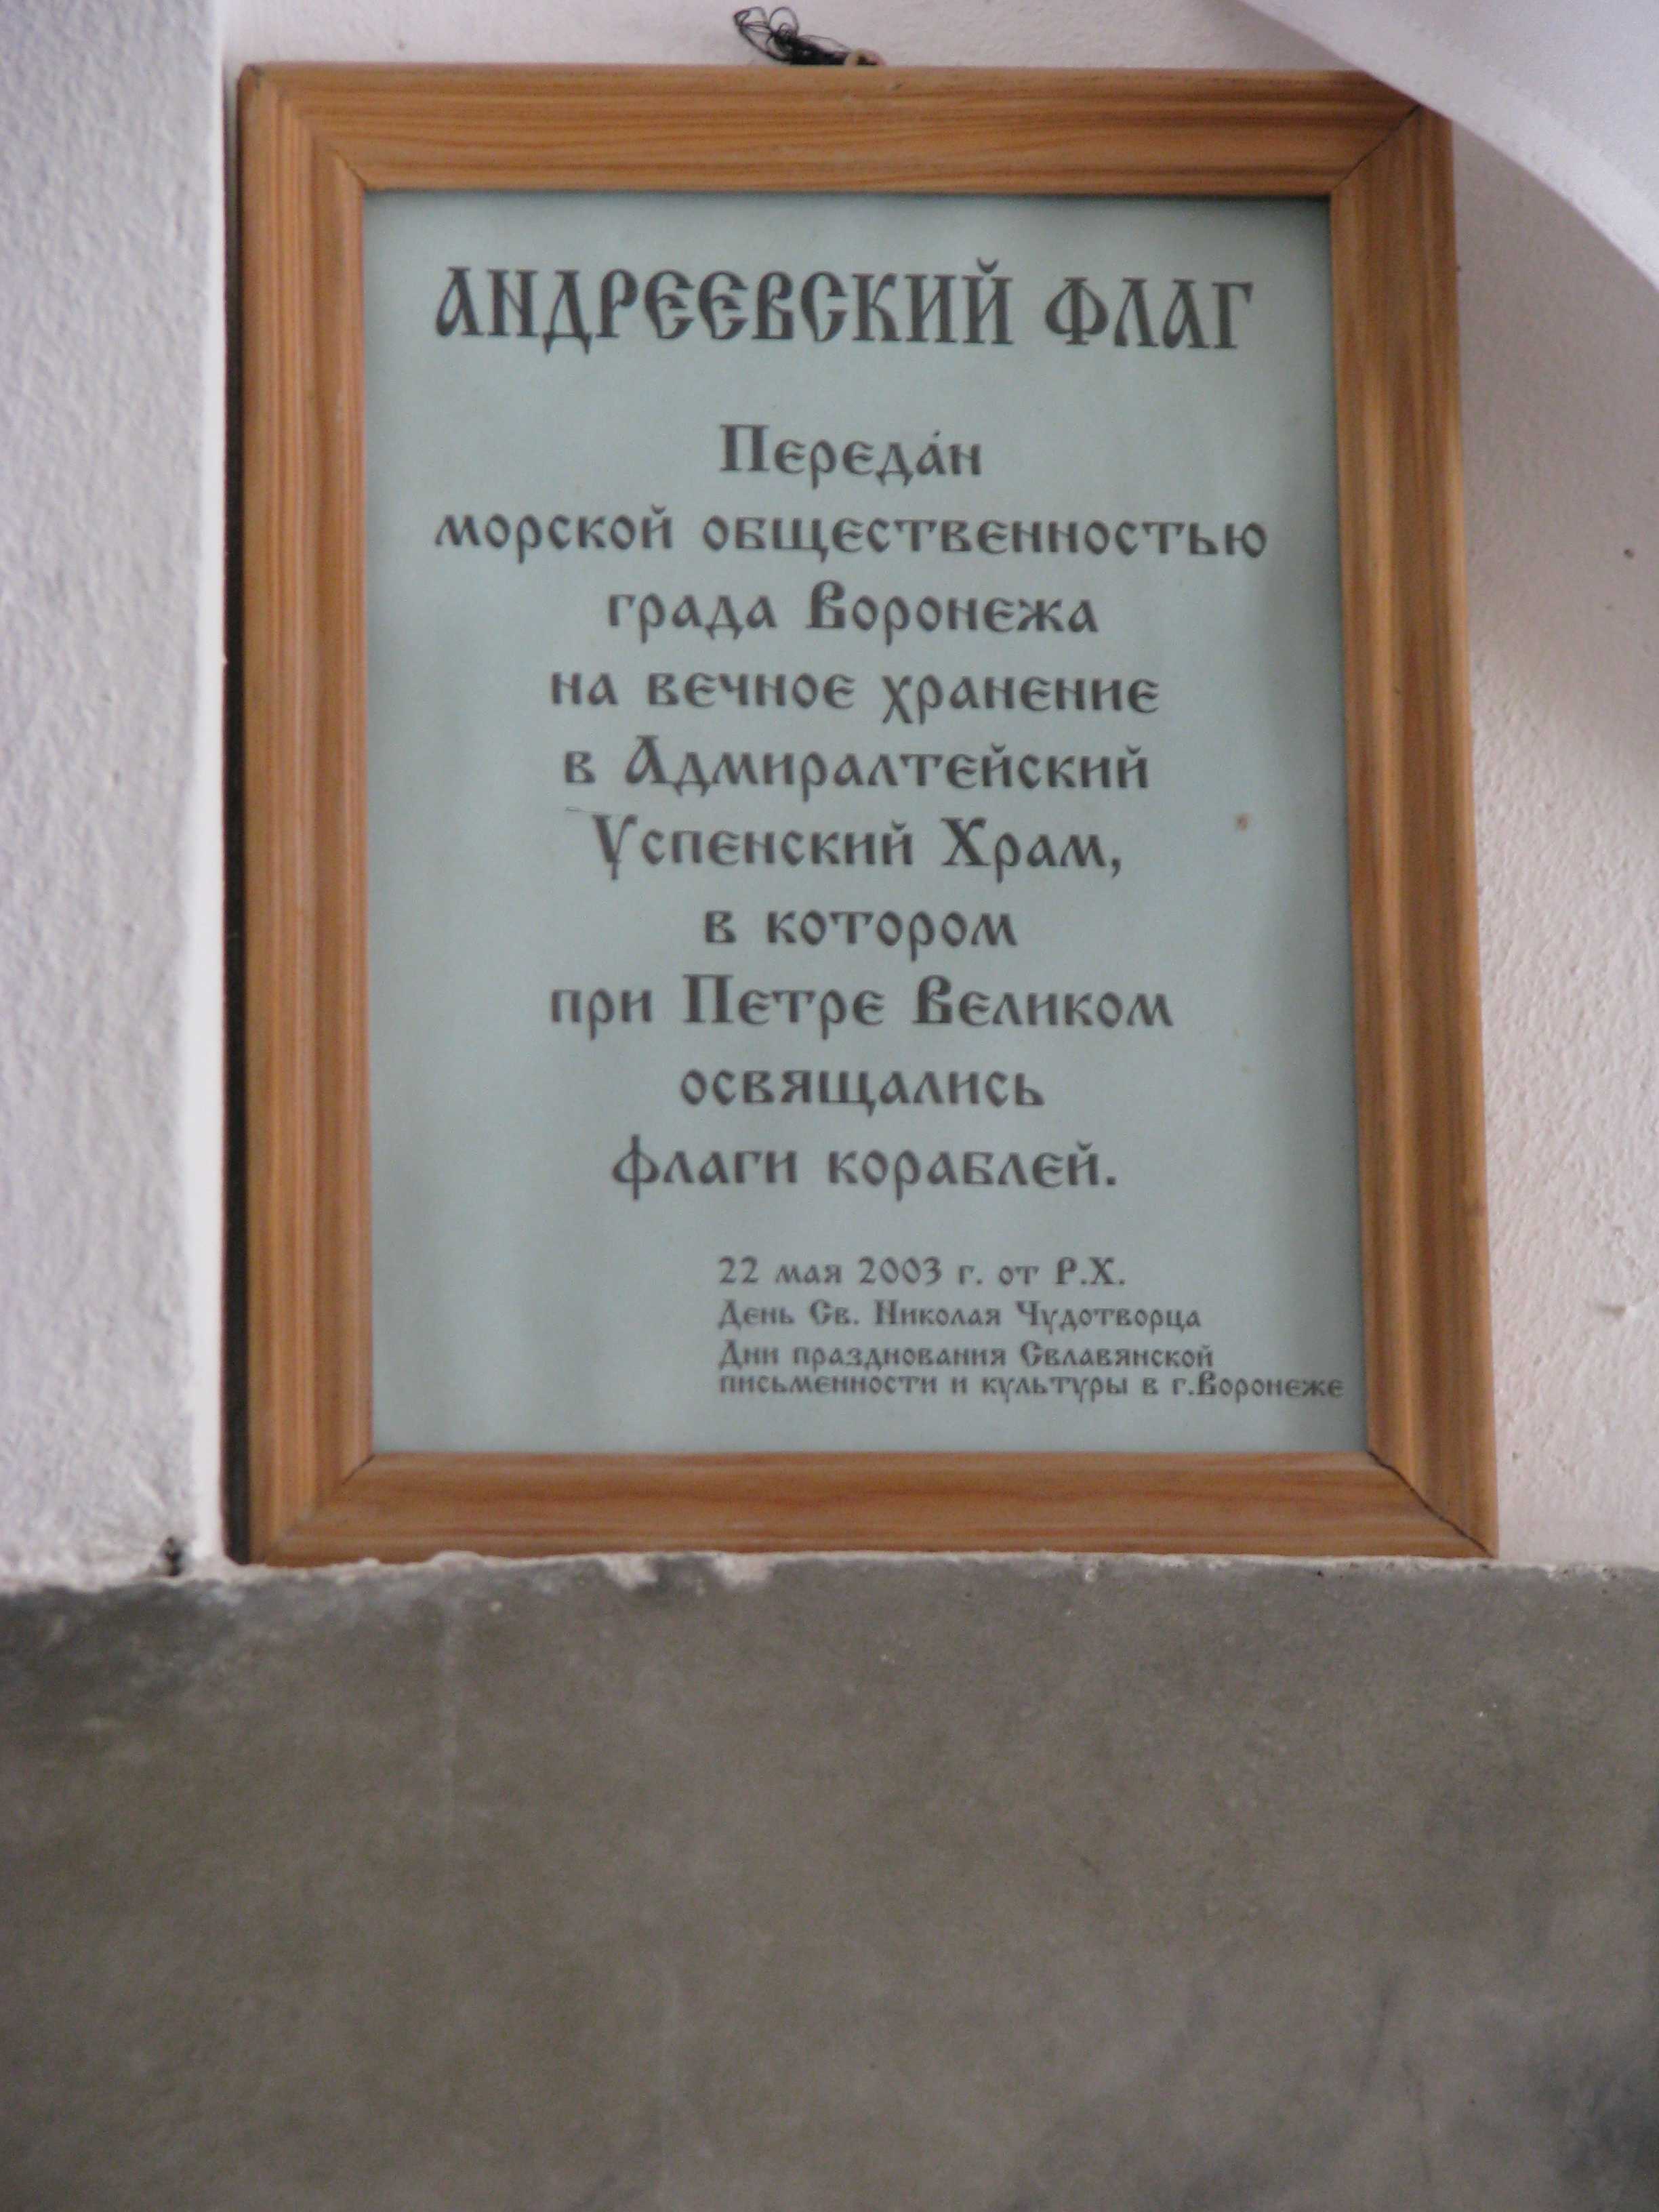 АНДРЕЕВСКИЙ ФЛАГ
Переда́н
морской общественностью
града Воронежа
на вечное хранение
в Адмиралтейский
Успенский Храм,
в котором
при Петре Великом
освящались
флаги кораблей.
22 мая 2003 г. от Р.Х.
День Св. Николая Чудотворца
Дни празднования Свлавянской
письменности и культуры в г.Воронеже